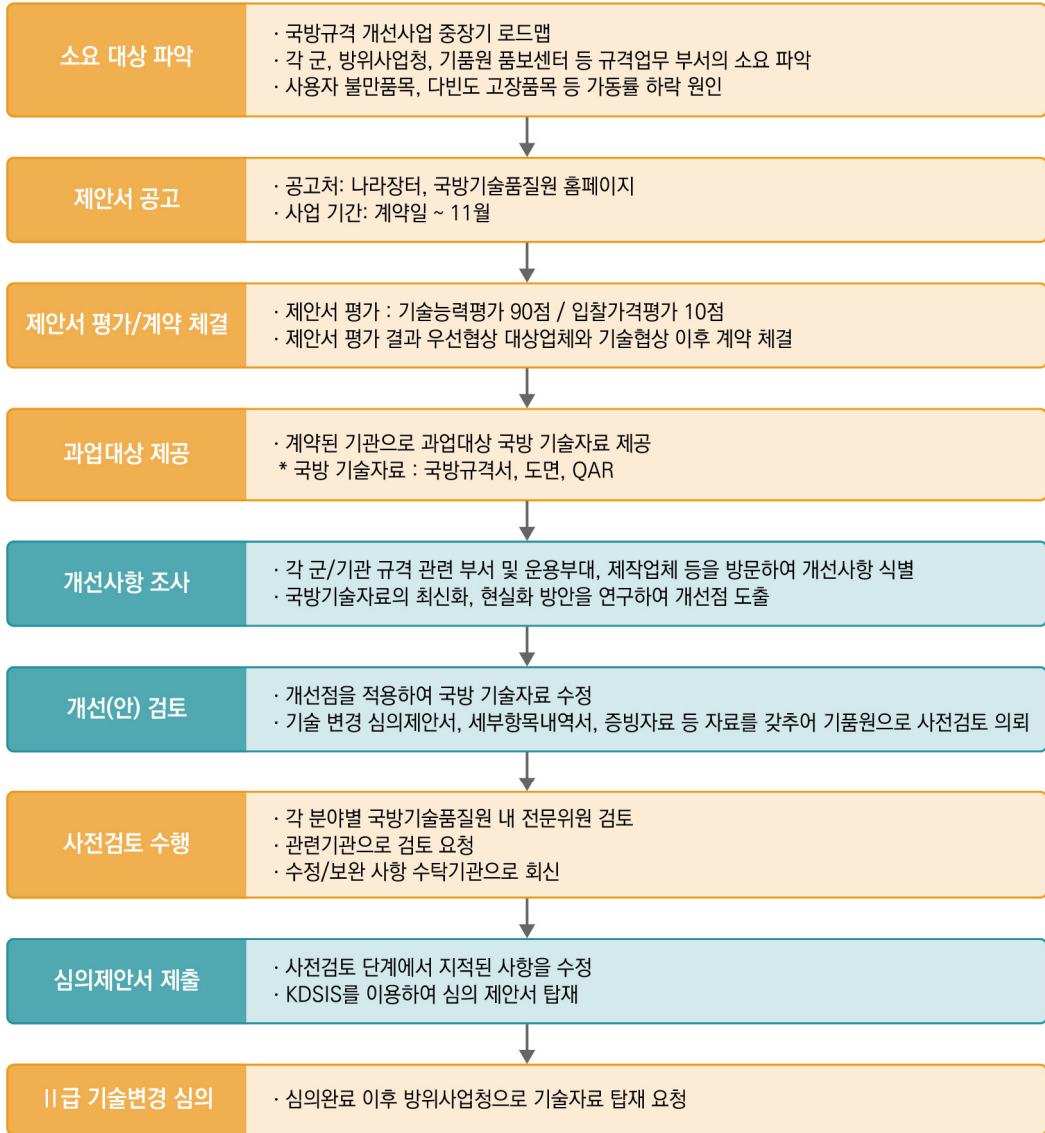 소요 대상 파악
· 국방규격 개선사업 중장기 로드맵
· 각 군, 방위사업청, 기품원 품보센터 등 규격업무 부서의 소요 파악
· 사용자 불만품목, 다빈도 고장품목 등 가동률 하락 원인
제안서 공고
· 공고처: 나라장터, 국방기술품질원 홈페이지
· 사업 기간: 계약일 ~ 11월
제안서 평가/계약 체결
· 제안서 평가 : 기술능력평가 90점 / 입찰가격평가 10점
· 제안서 평가 결과 우선협상 대상업체와 기술협상 이후 계약 체결
과업대상 제공
· 계약된 기관으로 과업대상 국방 기술자료 제공
* 국방 기술자료 : 국방규격서, 도면, QAR
개선사항 조사
· 각 군/기관 규격 관련 부서 및 운용부대, 제작업체 등을 방문하여 개선사항 식별
· 국방기술자료의 최신화, 현실화 방안을 연구하여 개선점 도출
개선(안) 검토
· 개선점을 적용하여 국방 기술자료 수정
· 기술 변경 심의제안서, 세부항목내역서, 증빙자료 등 자료를 갖추어 기품원으로 사전검토 의뢰
사전검토 수행
· 각 분야별 국방기술품질원 내 전문위원 검토
· 관련기관으로 검토 요청
· 수정/보완 사항 수탁기관으로 회신
심의제안서 제출
· 사전검토 단계에서 지적된 사항을 수정
· KDSIS를 이용하여 심의 제안서 탑재
II급 기술변경 심의
· 심의완료 이후 방위사업청으로 기술자료 탑재 요청